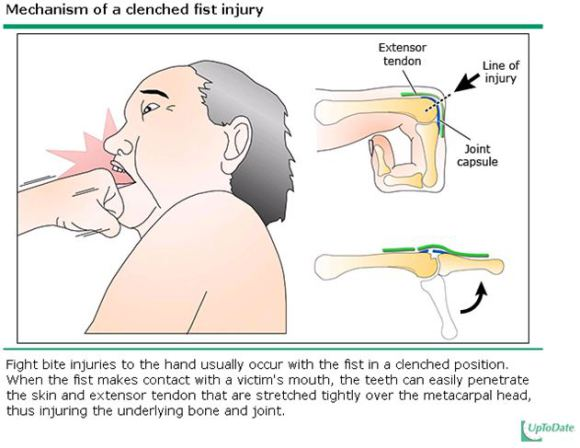 Mechanism of a clenched fist injury
Extensor
tendon
Line of
injury
Joint
capsule
Fight bite injuries to the hand usually occur with the fist in a clenched position.
When the fist makes contact with a victim's mouth, the teeth can easily penetrate
the skin and extensor tendon that are stretched tightly over the metacarpal head,
thus injuring the underlying bone and joint.
UpToDate